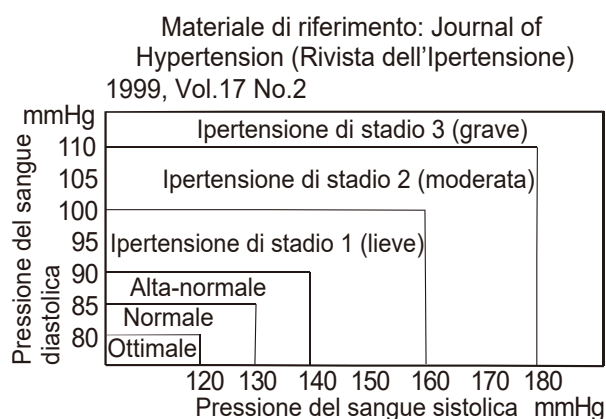 Materiale di riferimento: Journal of
Hypertension (Rivista dell’Ipertensione)
1999, Vol.17 No.2
mmHg
Ipertensione di stadio 3 (grave)
110
Ipertensione di stadio 2 (moderata)
105
100
Ipertensione di stadio 1 (lieve)
95
90
Alta-normale
85
Normale
80
Ottimale
Pressione del sangue
diastolica
120 130 140 150 160 170 180
Pressione del sangue sistolica mmHg